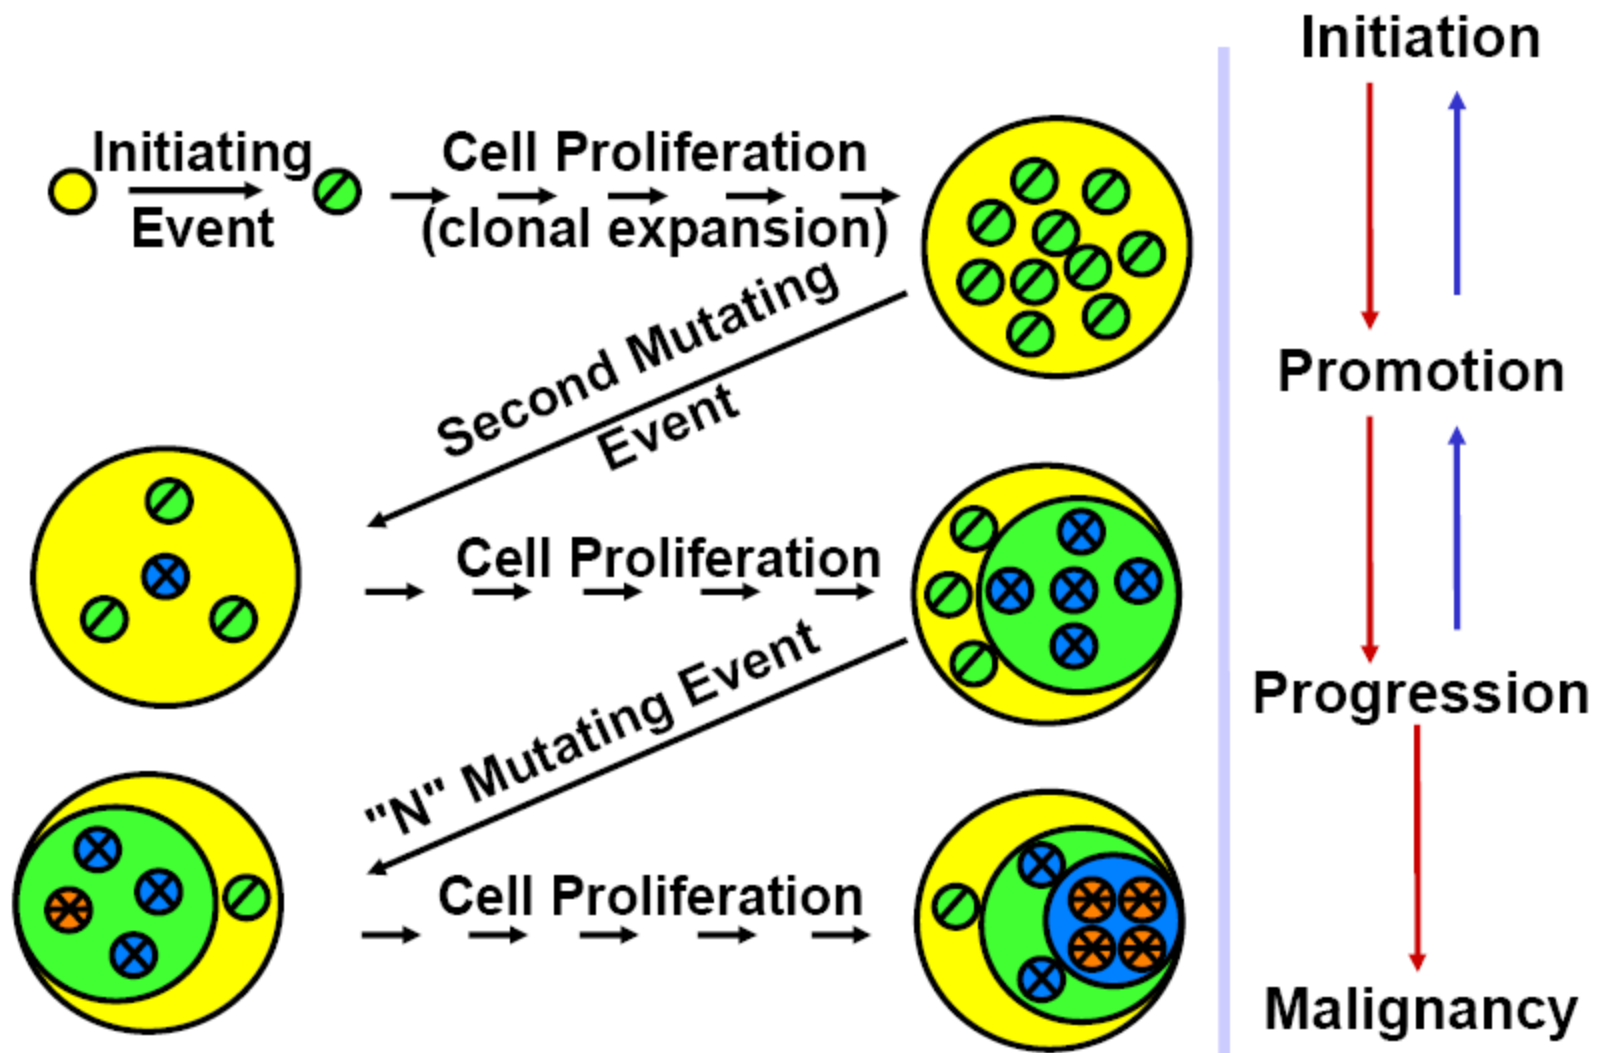 Initiation
Initiating
Event
Cell Proliferation
(clonal expansion)
Second Mutating
Event
Promotion
Cell Proliferation
Progression
"N" Mutating Event
Cell Proliferation
Malignancy